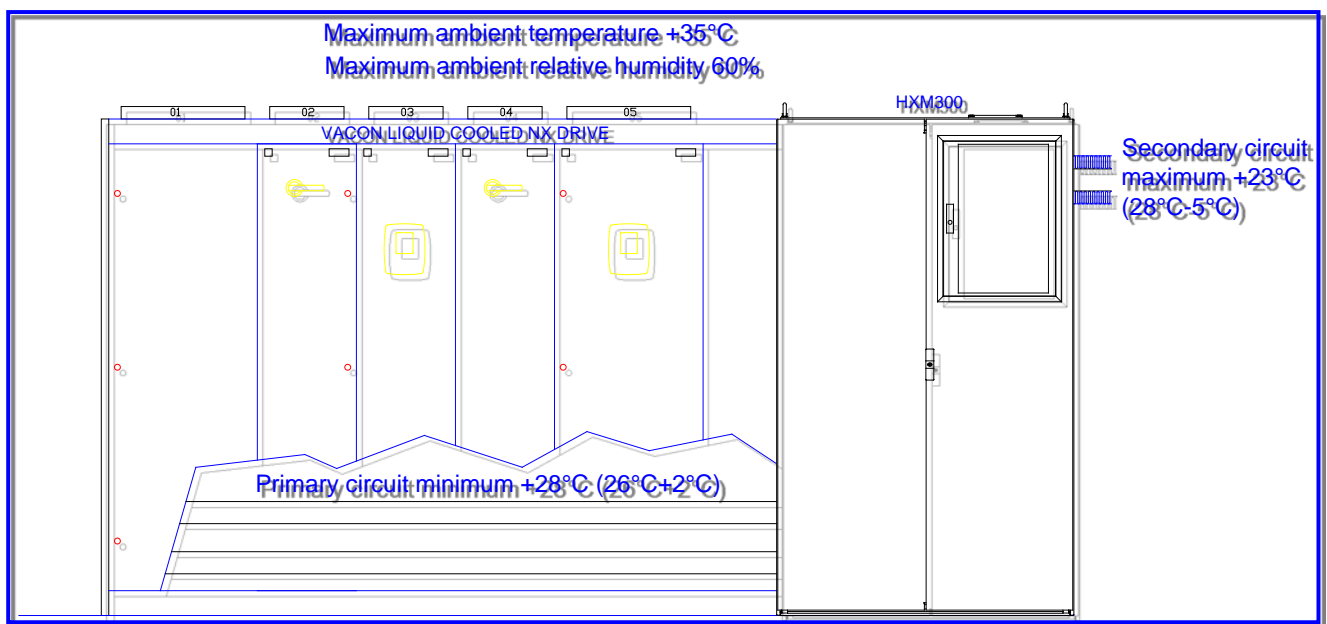 Maximum ambient temperature +35°C
Maximum ambient relative humidity 60%
01 02 03 04 05
HXM300
VACON LIQUID COOLED NX DRIVE
Secondary circuit
maximum +23°C
(28°C-5°C)
Primary circuit minimum +28°C (26°C+2°C)